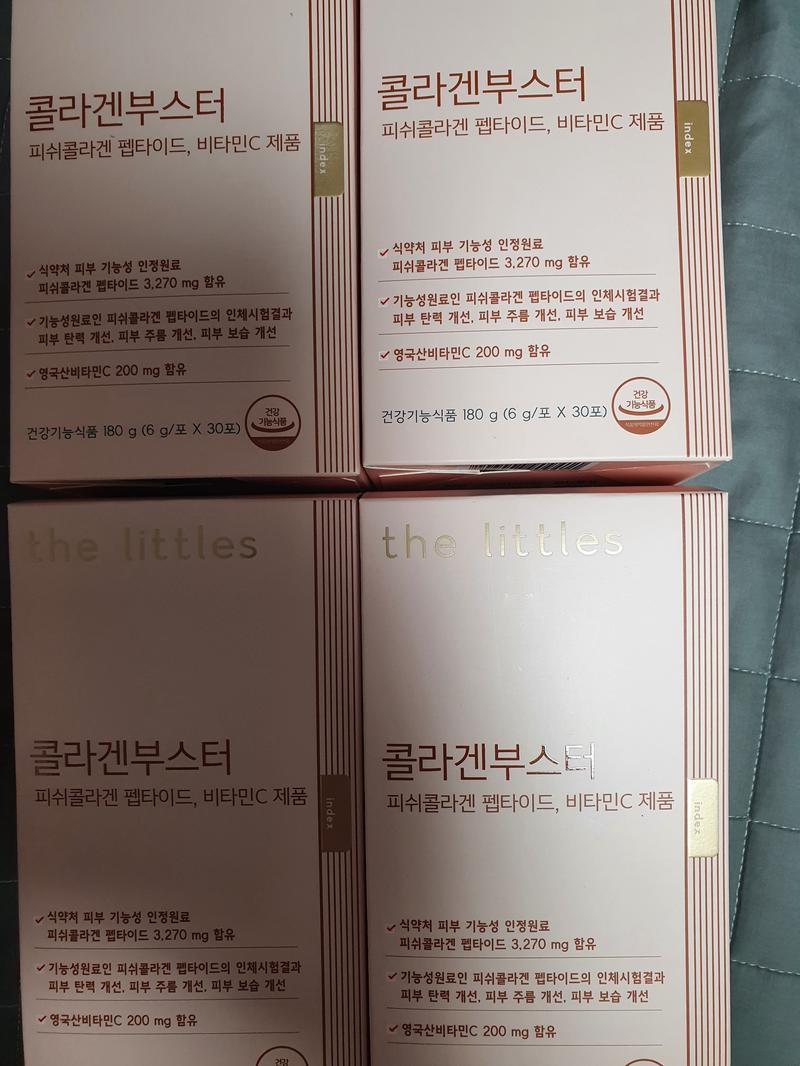 콜라겐부스터
피쉬콜라겐 펩타이드, 비타민C 제품
index
식약처 피부 기능성 인정원료
피쉬콜라겐 펩타이드 3,270 mg 함유
기능성원료인 피쉬콜라겐 펩타이드의 인체시험결과
피부 탄력 개선, 피부 주름 개선, 피부 보습 개선
영국산비타민C 200 mg 함유
건강기능식품 180 g (6 g/포 X 30포)
건강
기능식품
콜라겐부스터
피쉬콜라겐 펩타이드, 비타민C 제품
index
식약처 피부 기능성 인정원료
피쉬콜라겐 펩타이드 3,270 mg 함유
기능성원료인 피쉬콜라겐 펩타이드의 인체시험결과
피부 탄력 개선, 피부 주름 개선, 피부 보습 개선
영국산비타민C 200 mg 함유
건강기능식품 180 g (6 g/포 X 30포)
건강
기능식품
the littles
콜라겐부스터
피쉬콜라겐 펩타이드, 비타민C 제품
index
식약처 피부 기능성 인정원료
피쉬콜라겐 펩타이드 3,270 mg 함유
기능성원료인 피쉬콜라겐 펩타이드의 인체시험결과
피부 탄력 개선, 피부 주름 개선, 피부 보습 개선
영국산비타민C 200 mg 함유
건강
the littles
콜라겐부스터
피쉬콜라겐 펩타이드, 비타민C 제품
index
식약처 피부 기능성 인정원료
피쉬콜라겐 펩타이드 3,270 mg 함유
기능성원료인 피쉬콜라겐 펩타이드의 인체시험결과
피부 탄력 개선, 피부 주름 개선, 피부 보습 개선
영국산비타민C 200 mg 함유